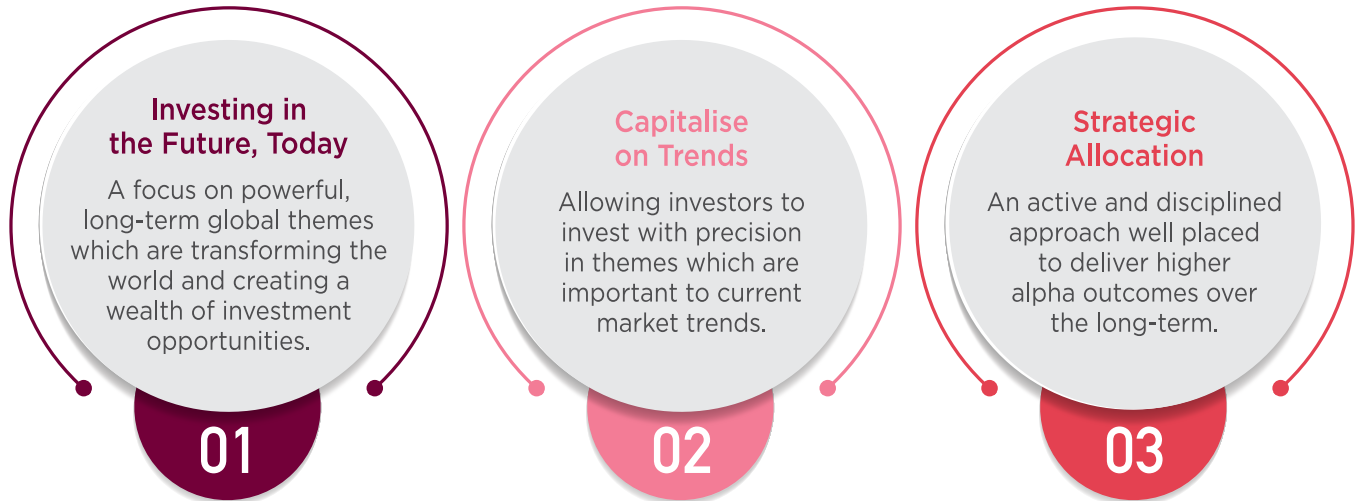 Investing in
the Future, Today
A focus on powerful,
long-term global themes
which are transforming the
world and creating a
wealth of investment
opportunities.
01
Capitalise
on Trends
Allowing investors to
invest with precision
in themes which are
important to current
market trends.
02
Strategic
Allocation
An active and disciplined
approach well placed
to deliver higher
alpha outcomes over
the long-term.
03